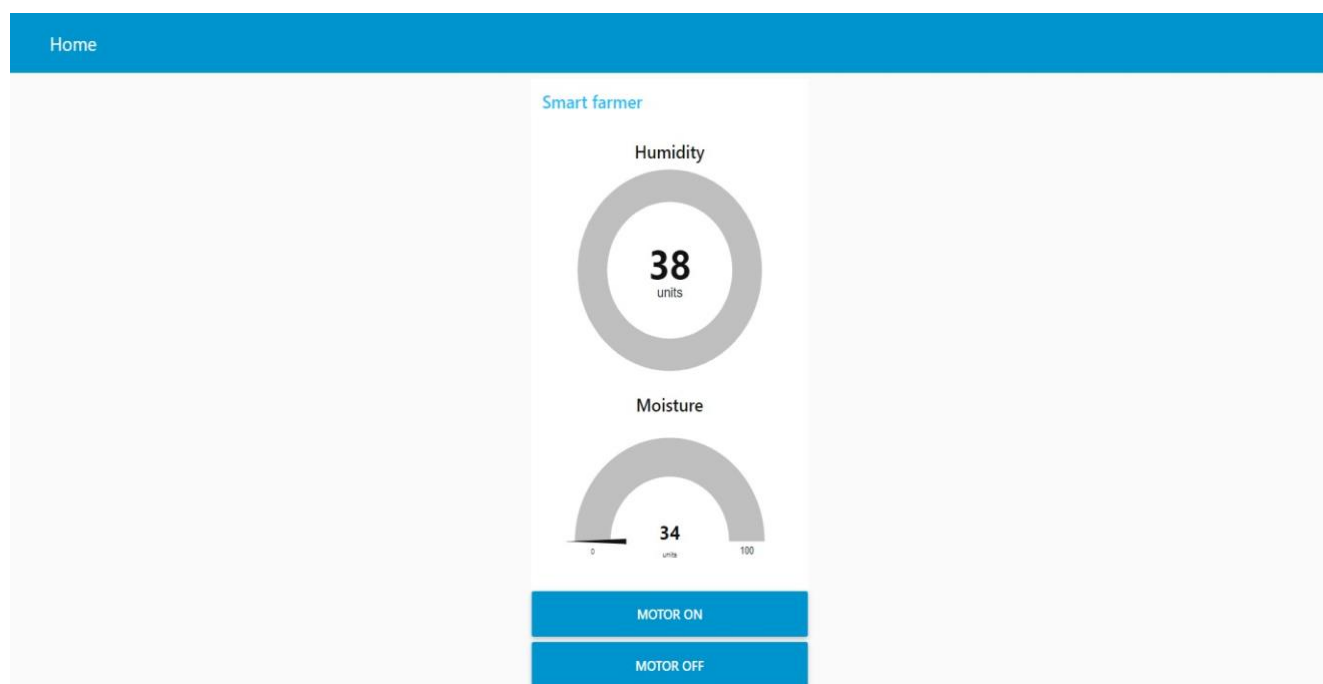 Home
Smart farmer
Humidity
38
units
Moisture
34
0 units 100
MOTOR ON
MOTOR OFF